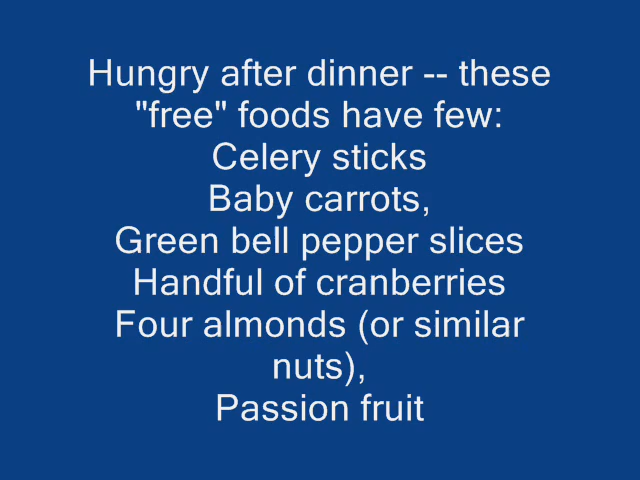 Hungry after dinner -- these
"free" foods have few:
Celery sticks
Baby carrots,
Green bell pepper slices
Handful of cranberries
Four almonds (or similar
nuts),
Passion fruit